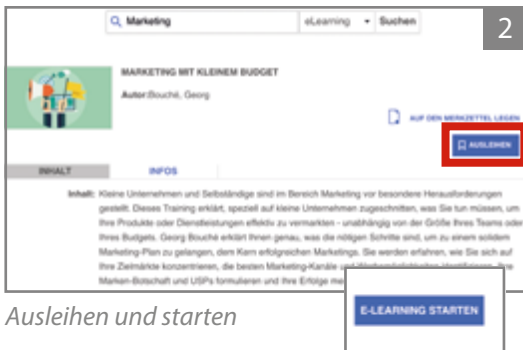 2
Marketing
eLearning
Suchen
MARKETING MIT KLEINEM BUDGET
Autor:Bouché, Georg
AUF DEN MERKZETTEL LEGEN
AUSLEIHEN
INHALT
INFOS
Inhalt: Kleine Unternehmen und Selbständige sind im Bereich Marketing vor besondere Herausforderungen
gestellt. Dieses Training erklärt, speziell auf kleine Unternehmen zugeschnitten, was Sie tun müssen, um
Ihre Produkte oder Dienstleistungen effektiv zu vermarkten - unabhängig von der Größe Ihres Teams oder
Ihres Budgets. Georg Bouché erklärt Ihnen genau, was die nötigen Schritte sind, um zu einem solidem
Marketing-Plan zu gelangen, dem Kern erfolgreichen Marketings. Sie werden erfahren, wie Sie sich auf
Ihre Zielmärkte konzentrieren, die besten Marketing-Kanäle
Marken-Botschaft und USPs formulieren und Ihre Erfolge
E-LEARNING STARTEN
Ausleihen und starten